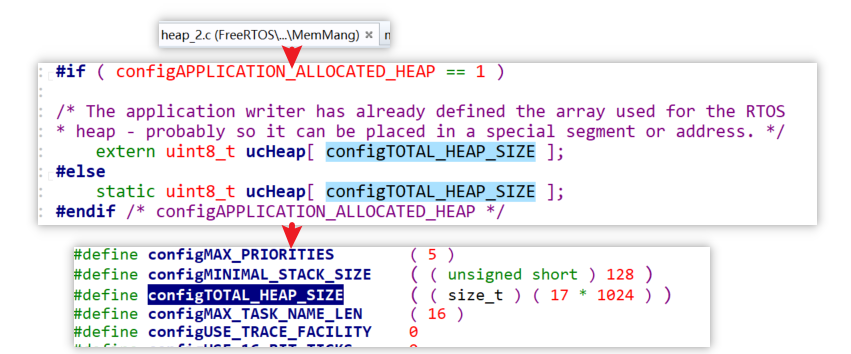 heap_2.c (FreeRTOS\...\MemMang)
#if ( configAPPLICATION_ALLOCATED_HEAP == 1 )
/* The application writer has already defined the array used for the RTOS
* heap - probably so it can be placed in a special segment or address. */
extern uint8_t ucHeap[ configTOTAL_HEAP_SIZE ];
#else
static uint8_t ucHeap[ configTOTAL_HEAP_SIZE ];
#endif /* configAPPLICATION_ALLOCATED_HEAP */
#define configMAX_PRIORITIES ( 5 )
#define configMINIMAL_STACK_SIZE ( ( unsigned short ) 128 )
#define configTOTAL_HEAP_SIZE ( ( size_t ) ( 17 * 1024 ) )
#define configMAX_TASK_NAME_LEN ( 16 )
#define configUSE_TRACE_FACILITY 0